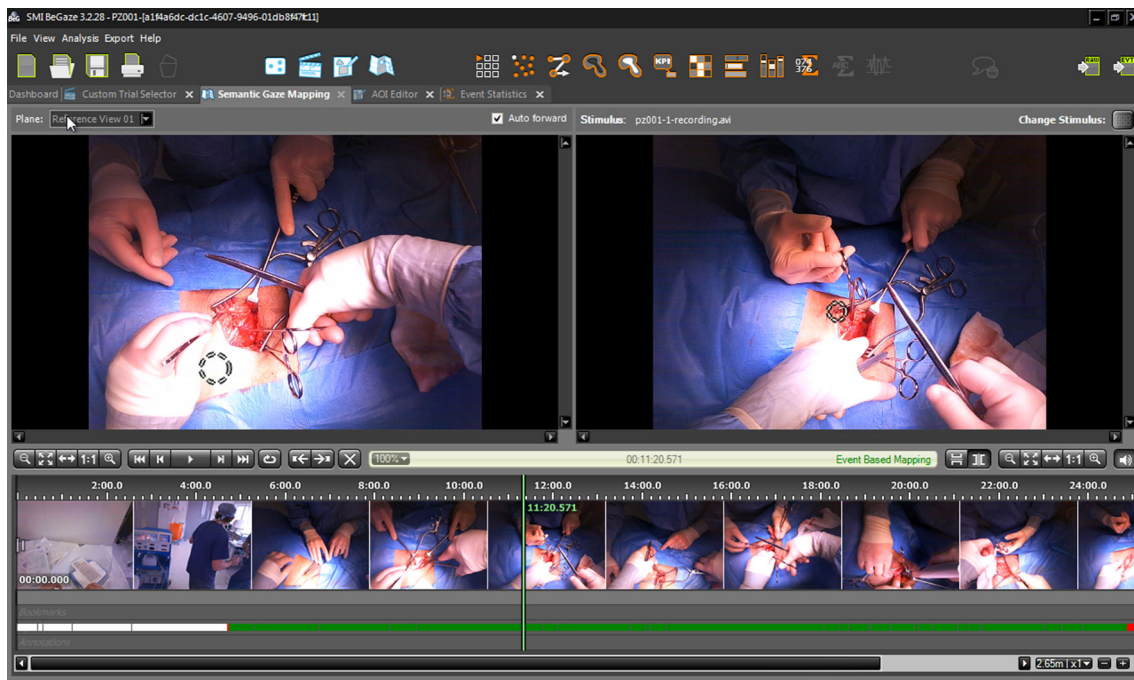 SMI BeGaze 3.2.28 - PZ001-[a1f4a6dc-dc1c-4607-9496-01db8f47fc11]
File View Analysis Export Help
KPI
RAW
Dashboard Custom Trial Selector Semantic Gaze Mapping AOI Editor Event Statistics
Plane: Reference View 01 Auto forward Stimulus: pz001-1-recording.avi Change Stimulus:
1:1 100% 00:11:20.571 Event Based Mapping 1:1
2:00.0 4:00.0 6:00.0 8:00.0 10:00.0 12:00.0 14:00.0 16:00.0 18:00.0 20:00.0 22:00.0 24:00.0
11:20.571
00:00.000
Bookmarks
Annotations
2.65m | x1